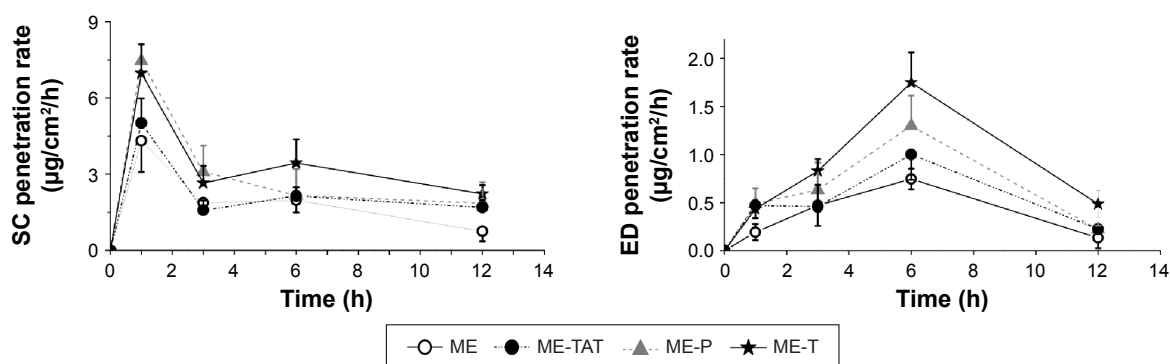 SC penetration rate
(µg/cm²/h)
9
6
3
0
0
2
4
6
8
10
12
14
Time (h)
ED penetration rate
(µg/cm²/h)
2.0
1.5
1.0
0.5
0.0
0
2
4
6
8
10
12
14
Time (h)
ME
ME-TAT
ME-P
ME-T